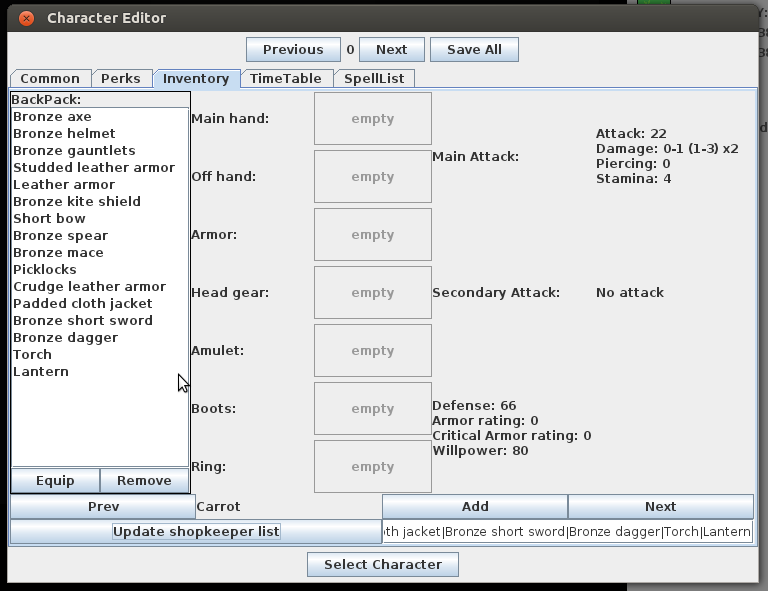 Character Editor
Previous 0 Next Save All
Common Perks Inventory TimeTable SpellList
BackPack:
Bronze axe
Bronze helmet
Bronze gauntlets
Studded leather armor
Leather armor
Bronze kite shield
Short bow
Bronze spear
Bronze mace
Picklocks
Crudge leather armor
Padded cloth jacket
Bronze short sword
Bronze dagger
Torch
Lantern
Equip Remove
Main hand: empty
Off hand: empty
Armor: empty
Head gear: empty
Amulet: empty
Boots: empty
Ring: empty
Main Attack:
Attack: 22
Damage: 0-1 (1-3) x2
Piercing: 0
Stamina: 4
Secondary Attack: No attack
Defense: 66
Armor rating: 0
Critical Armor rating: 0
Willpower: 80
Prev Carrot Add Next
Update shopkeeper list jacket|Bronze short sword|Bronze dagger|Torch|Lantern
Select Character